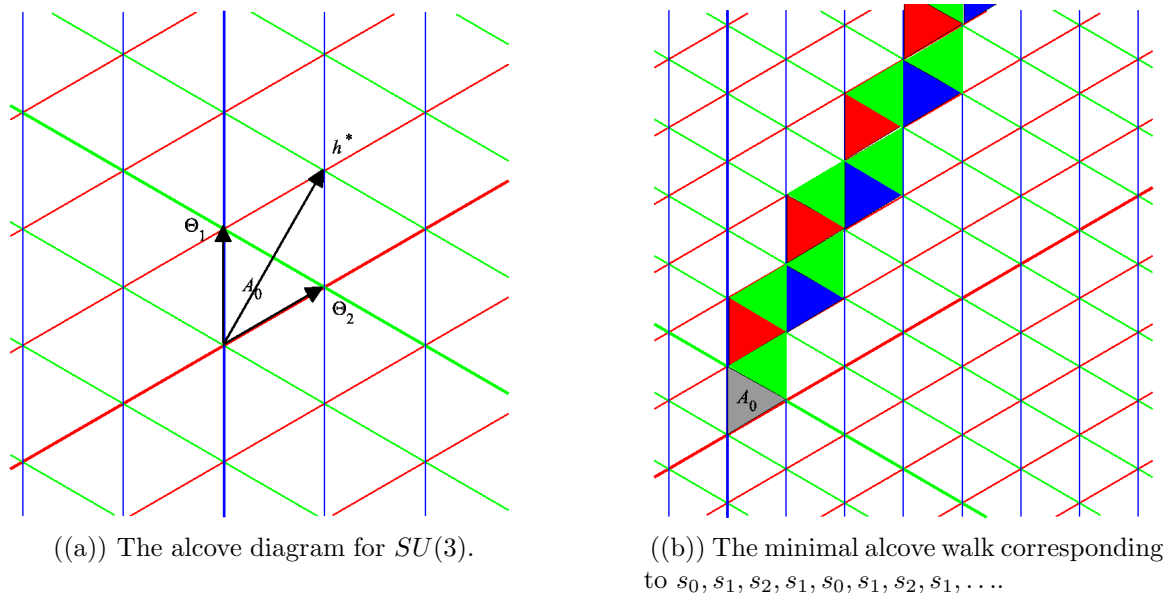 h*
Θ₁
A₀
Θ₂
A₀
((a)) The alcove diagram for SU(3).
((b)) The minimal alcove walk corresponding
to s₀, s₁, s₂, s₁, s₀, s₁, s₂, s₁, . . ..